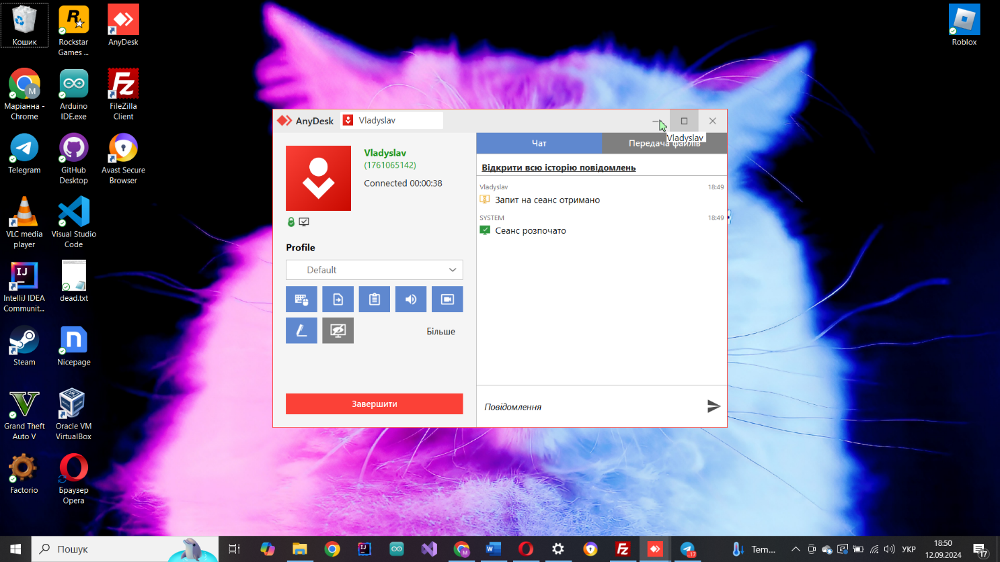 Кошик
Rockstar
Games ...
AnyDesk
Roblox
Маріанна -
Chrome
Arduino
IDE.exe
FileZilla
Client
Telegram
GitHub
Desktop
Avast Secure
Browser
VLC media
player
Visual Studio
Code
IntelliJ IDEA
Communit...
dead.txt
Steam
Nicepage
Grand Theft
Auto V
Oracle VM
VirtualBox
Factorio
Браузер
Opera
AnyDesk
Vladyslav
Vladyslav
Vladyslav
(1761065142)
Connected 00:00:38
Profile
Default
Більше
Завершити
Чат
Передача файлів
Відкрити всю історію повідомлень
Vladyslav
18:49
Запит на сеанс отримано
SYSTEM
18:49
Сеанс розпочато
Повідомлення
Пошук
17
Tem...
УКР
18:50
12.09.2024
17